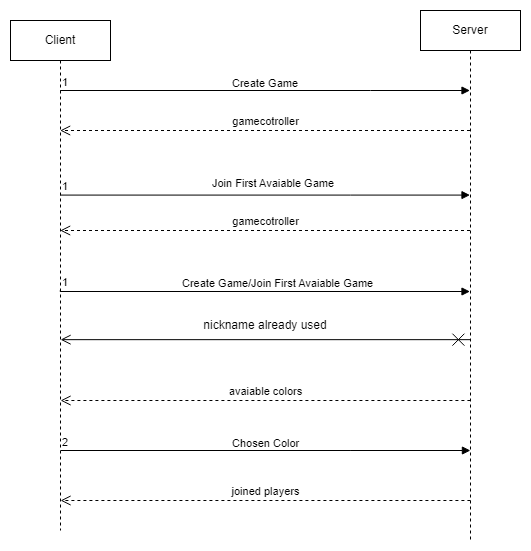 Client
Server
1
Create Game
gamecotroller
1
Join First Avaiable Game
gamecotroller
1
Create Game/Join First Avaiable Game
nickname already used
avaiable colors
2
Chosen Color
joined players